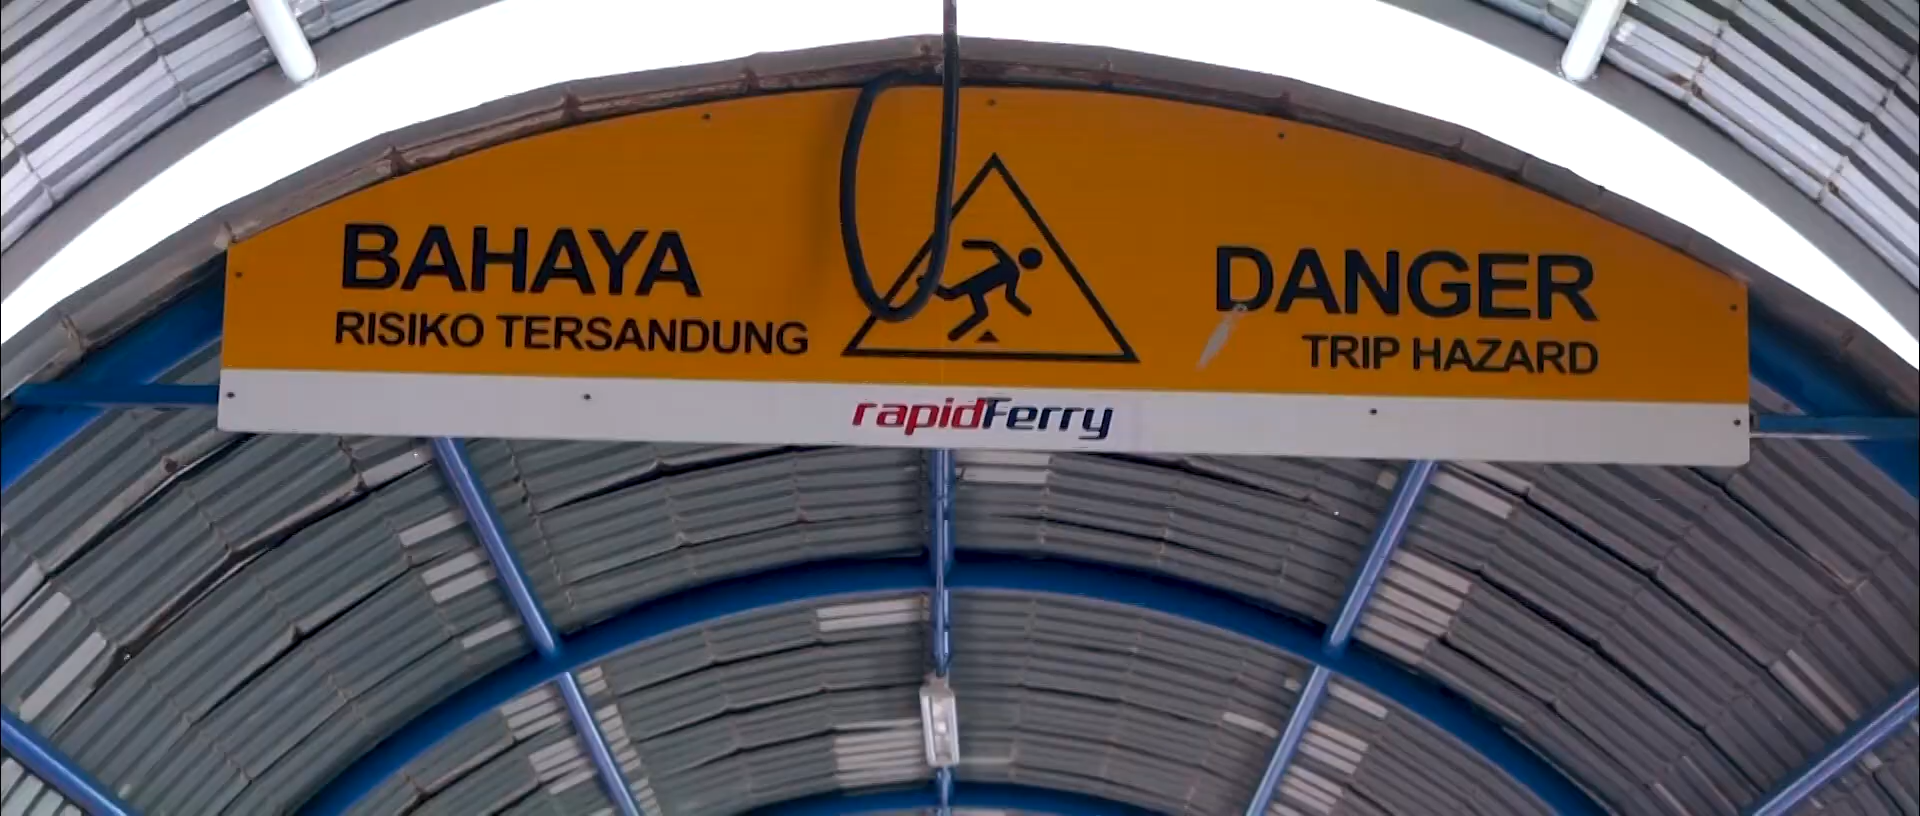 BAHAYA
RISIKO TERSANDUNG
DANGER
TRIP HAZARD
rapidFerry